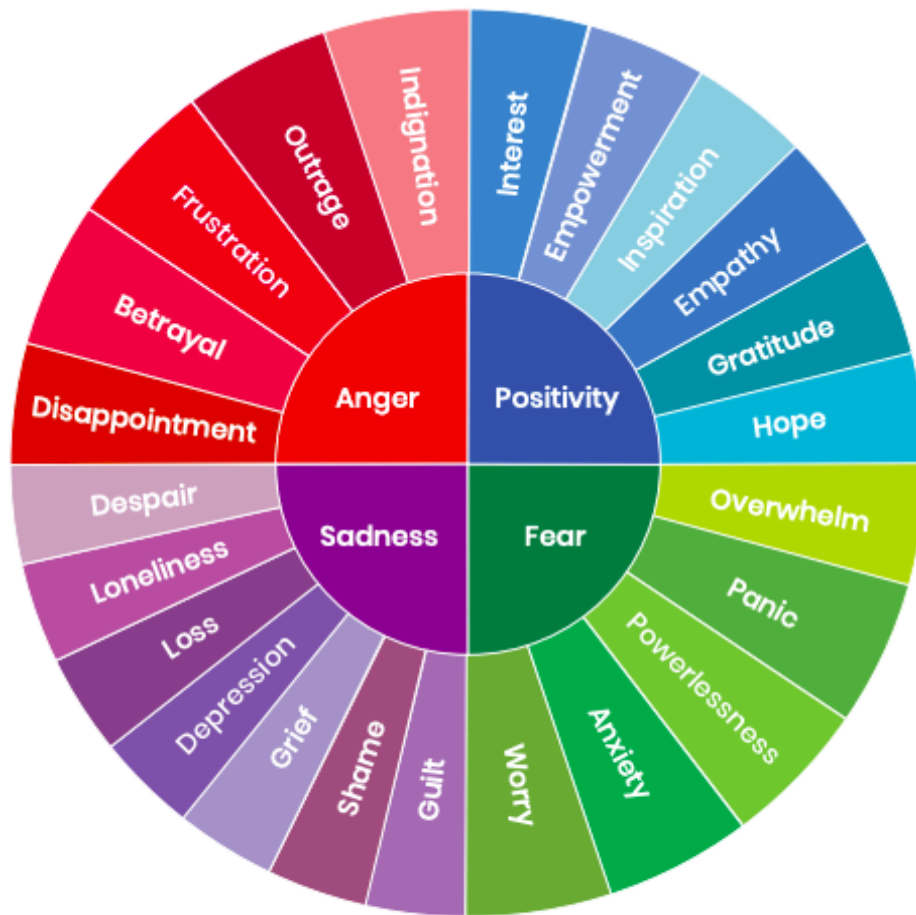 Anger
Positivity
Sadness
Fear
Interest
Empowerment
Inspiration
Empathy
Gratitude
Hope
Overwhelm
Panic
Powerlessness
Anxiety
Worry
Guilt
Shame
Grief
Depression
Loss
Loneliness
Despair
Disappointment
Betrayal
Frustration
Outrage
Indignation